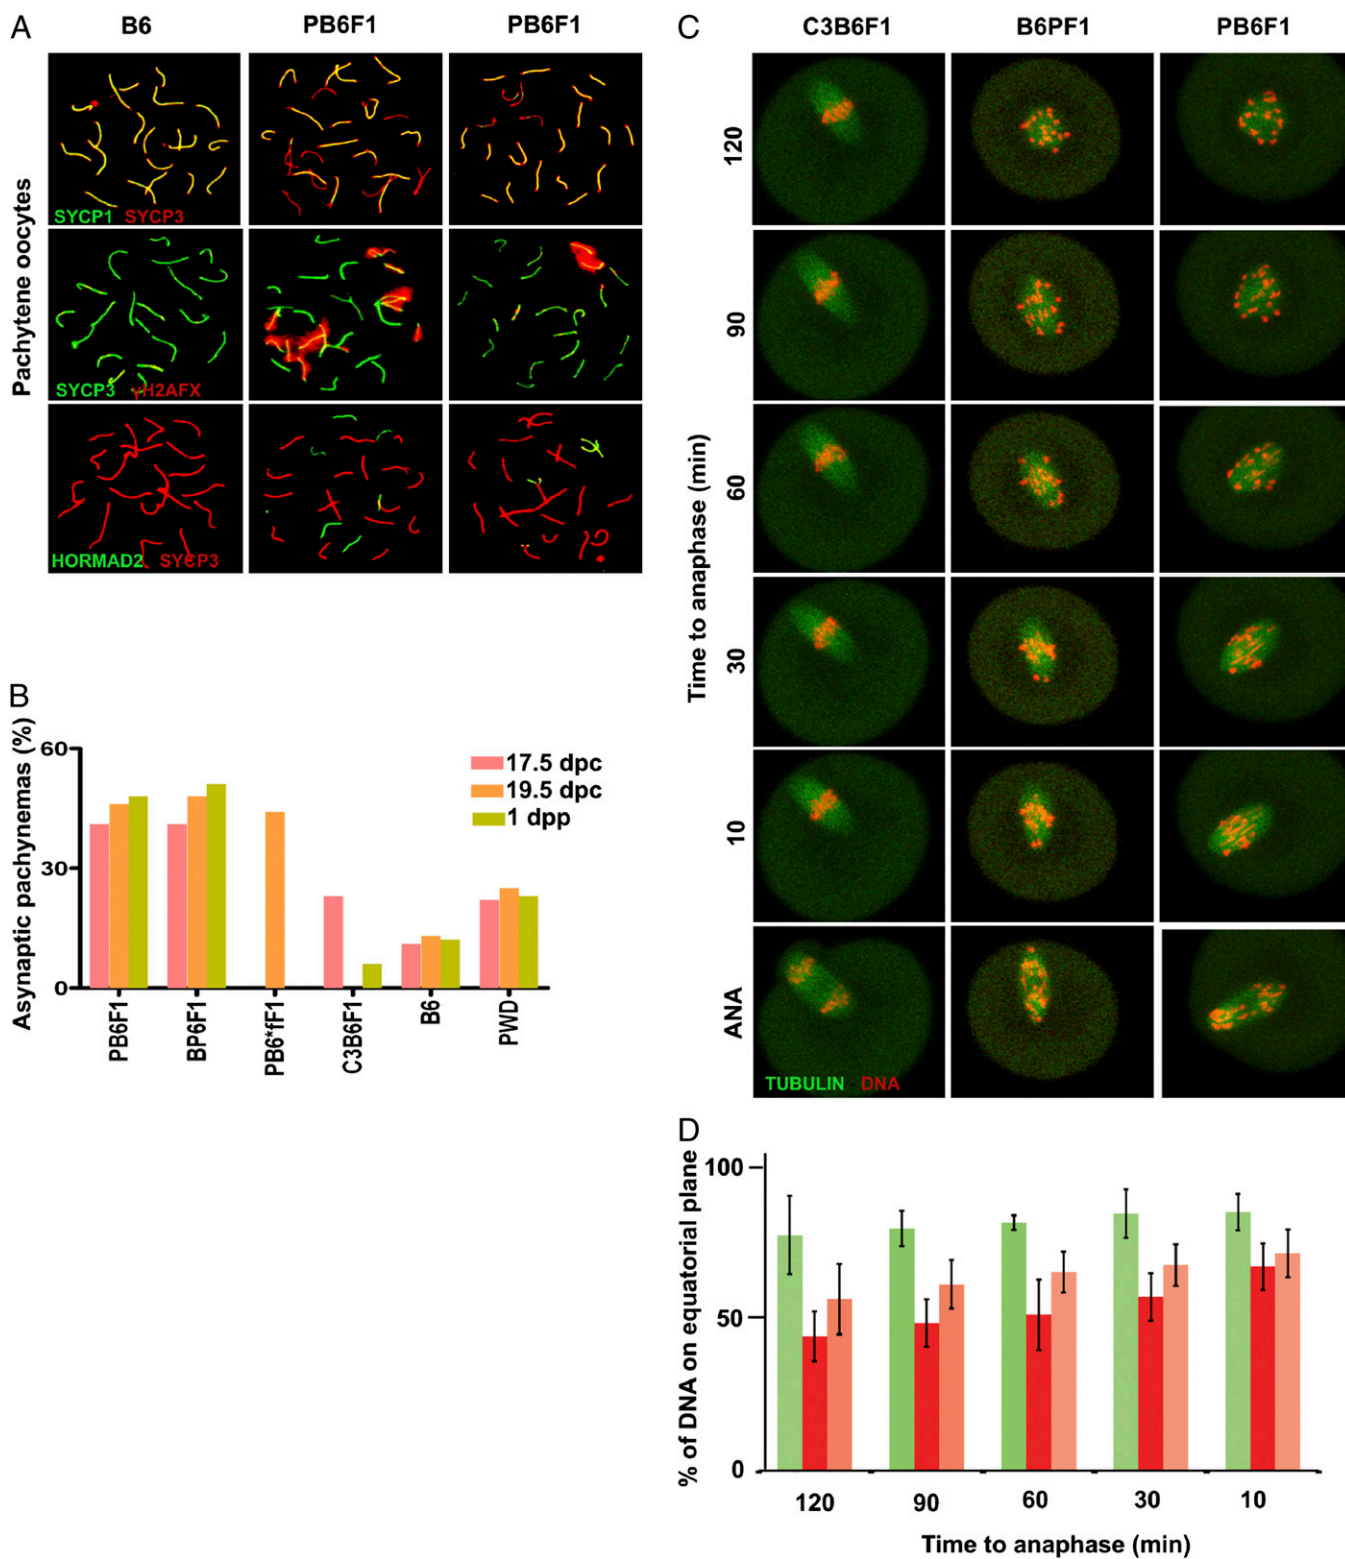 A
B6
PB6F1
PB6F1
Pachytene oocytes
SYCP1 SYCP3
SYCP3 γH2AFX
HORMAD2 SYCP3
B
Asynaptic pachynemas (%)
60
30
0
17.5 dpc
19.5 dpc
1 dpp
PB6F1
BP6F1
PB6*fF1
C3B6F1
B6
PWD
C
C3B6F1
B6PF1
PB6F1
Time to anaphase (min)
120
90
60
30
10
ANA
TUBULIN DNA
D
% of DNA on equatorial plane
100
50
0
120
90
60
30
10
Time to anaphase (min)